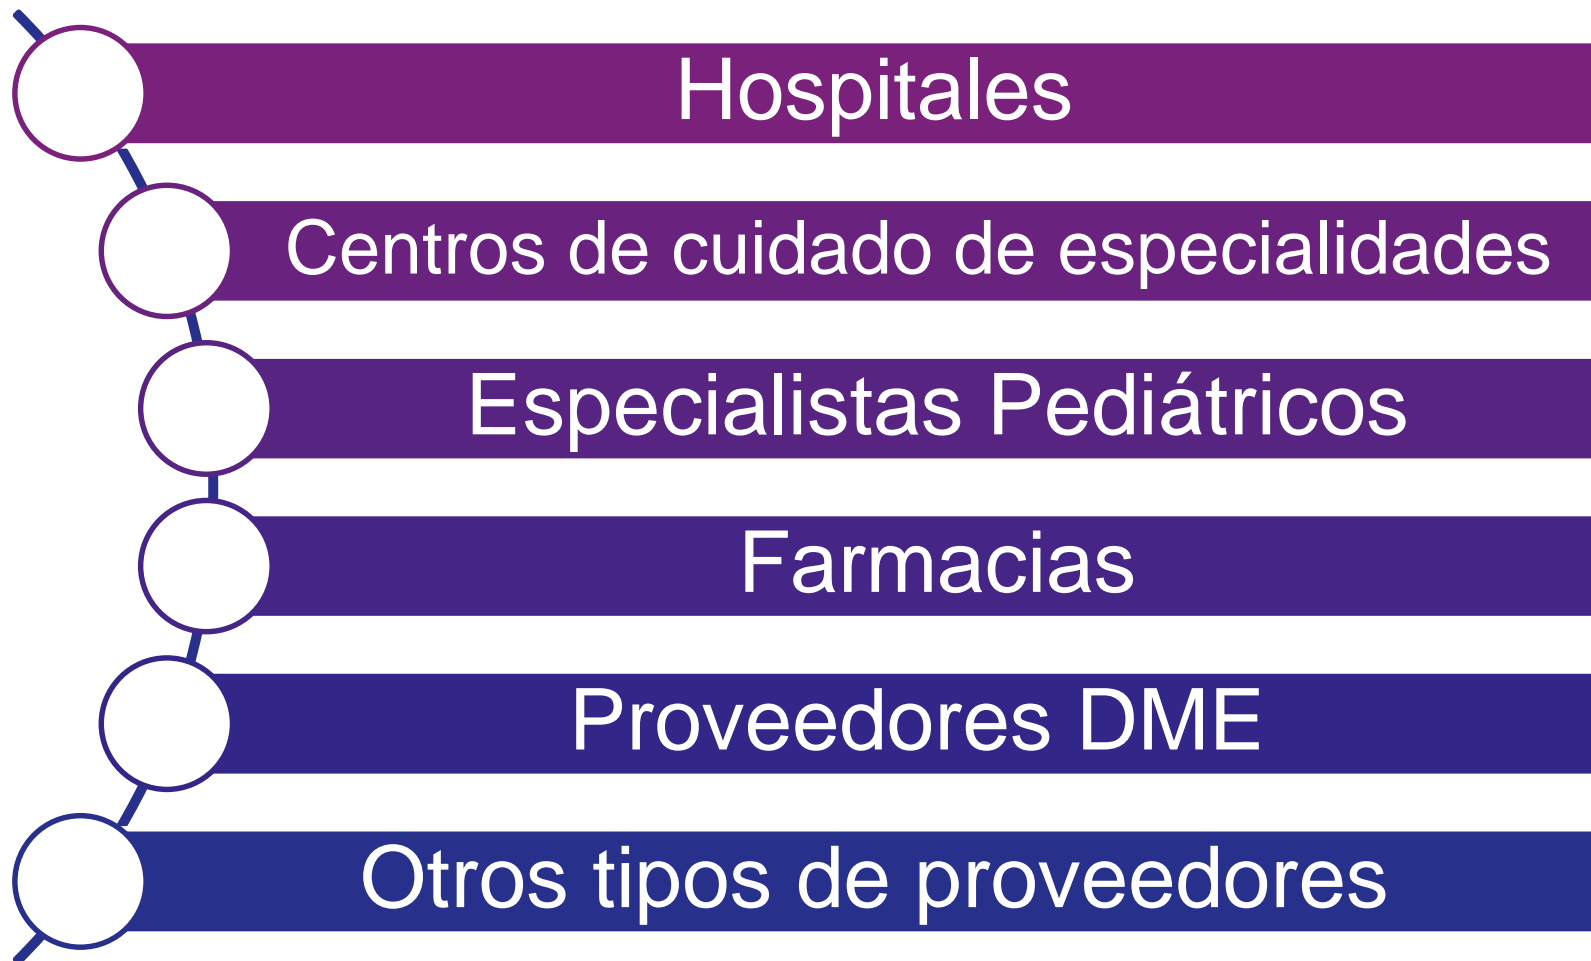 Hospitales
Centros de cuidado de especialidades
Especialistas Pediátricos
Farmacias
Proveedores DME
Otros tipos de proveedores